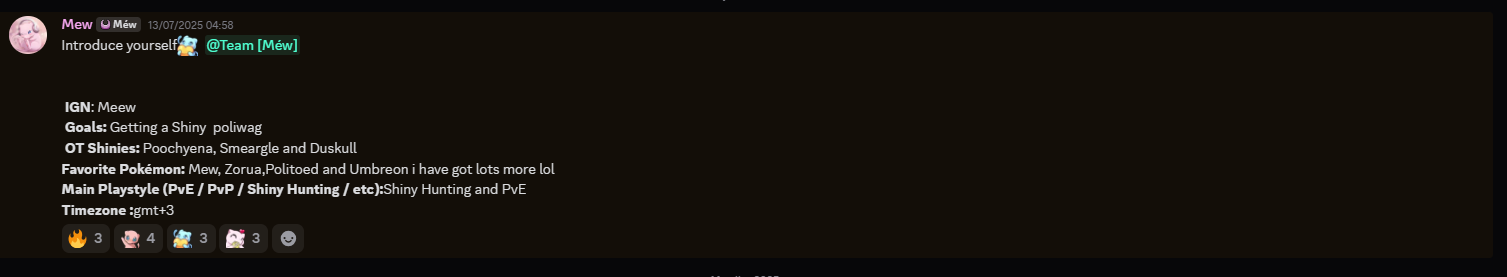 Mew Méw 13/07/2025 04:58
Introduce yourself @Team [Méw]
IGN: Meew
Goals: Getting a Shiny  poliwag
OT Shinies: Poochyena, Smeargle and Duskull
Favorite Pokémon: Mew, Zorua,Politoed and Umbreon i have got lots more lol
Main Playstyle (PvE / PvP / Shiny Hunting / etc):Shiny Hunting and PvE
Timezone :gmt+3
3 4 3 3